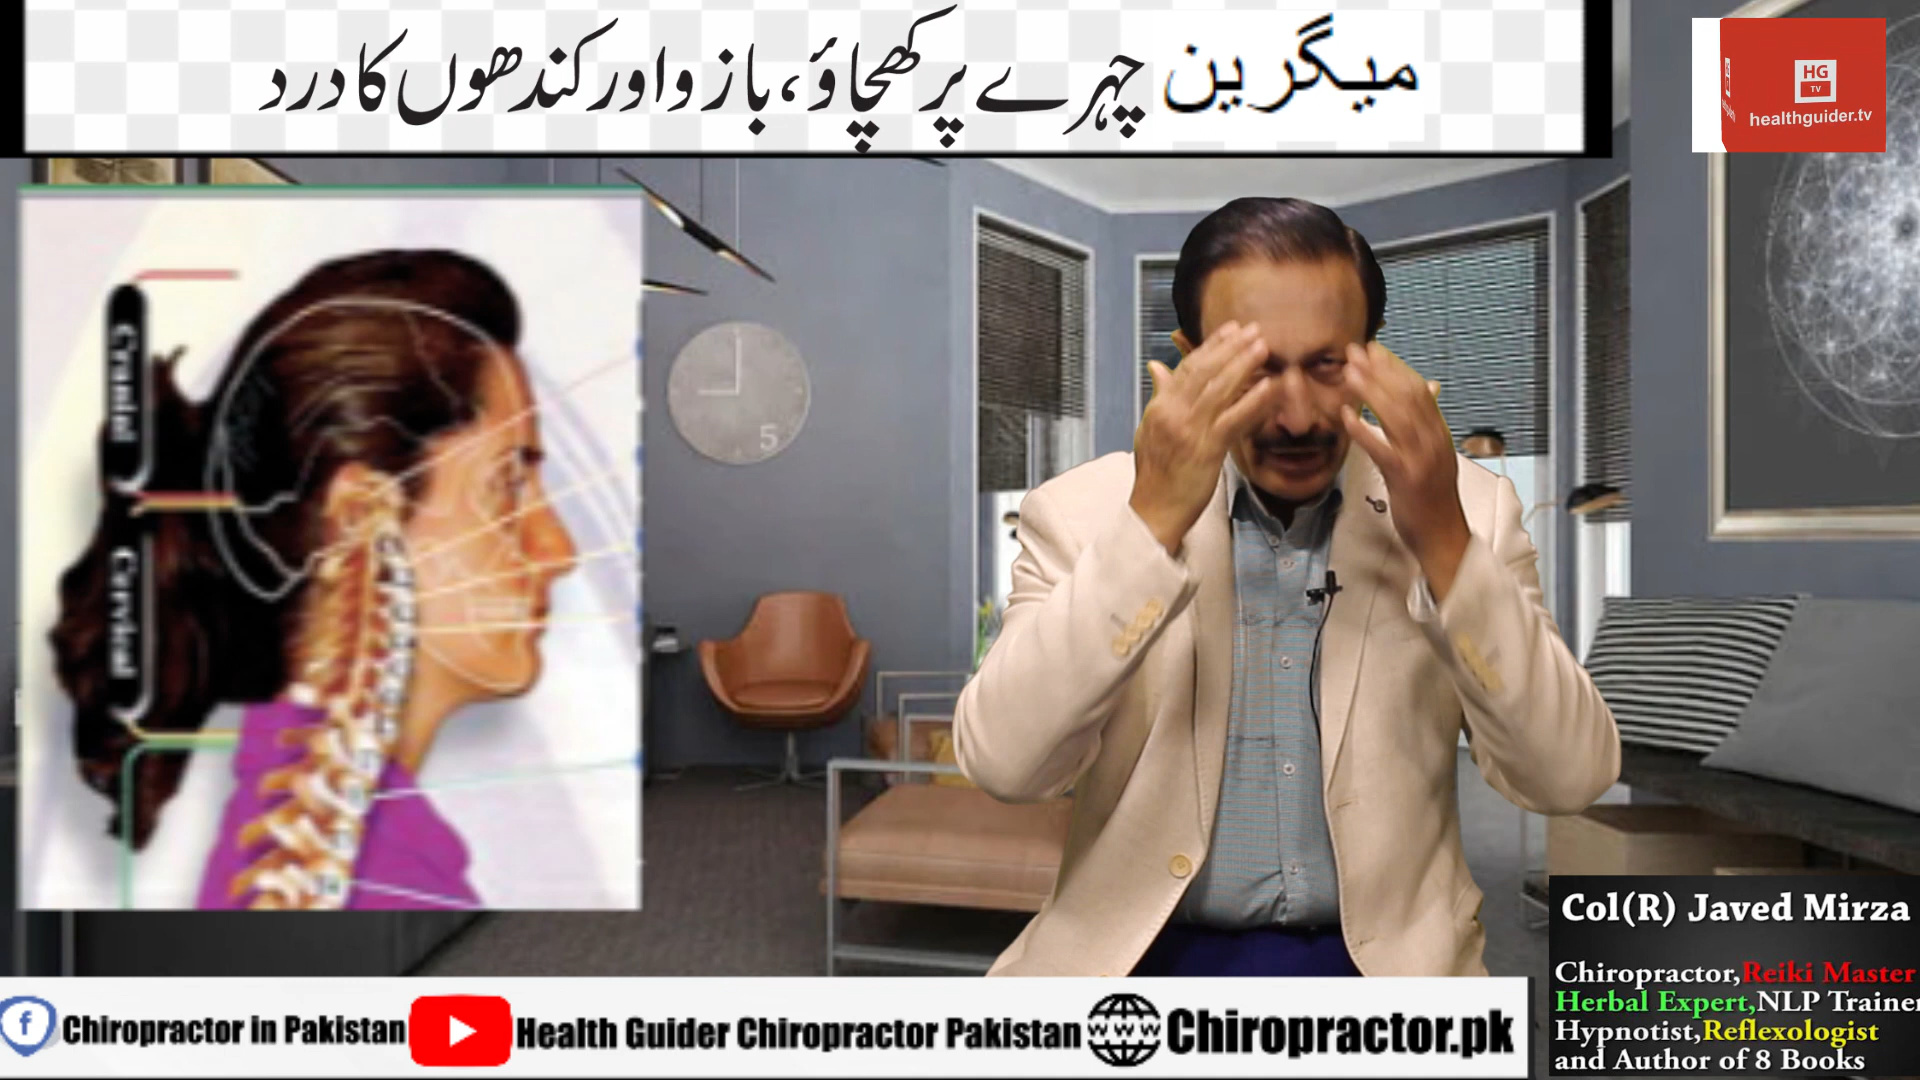 میگرین چہرے پر کھچاؤ، بازو اور کندھوں کا درد
HG
TV
healthguider.tv
Cranial
Cervical
5
Col(R) Javed Mirza
Chiropractor,Reiki Master
Herbal Expert,NLP Trainer
Hypnotist,Reflexologist
and Author of 8 Books
f Chiropractor in Pakistan Health Guider Chiropractor Pakistan www Chiropractor.pk